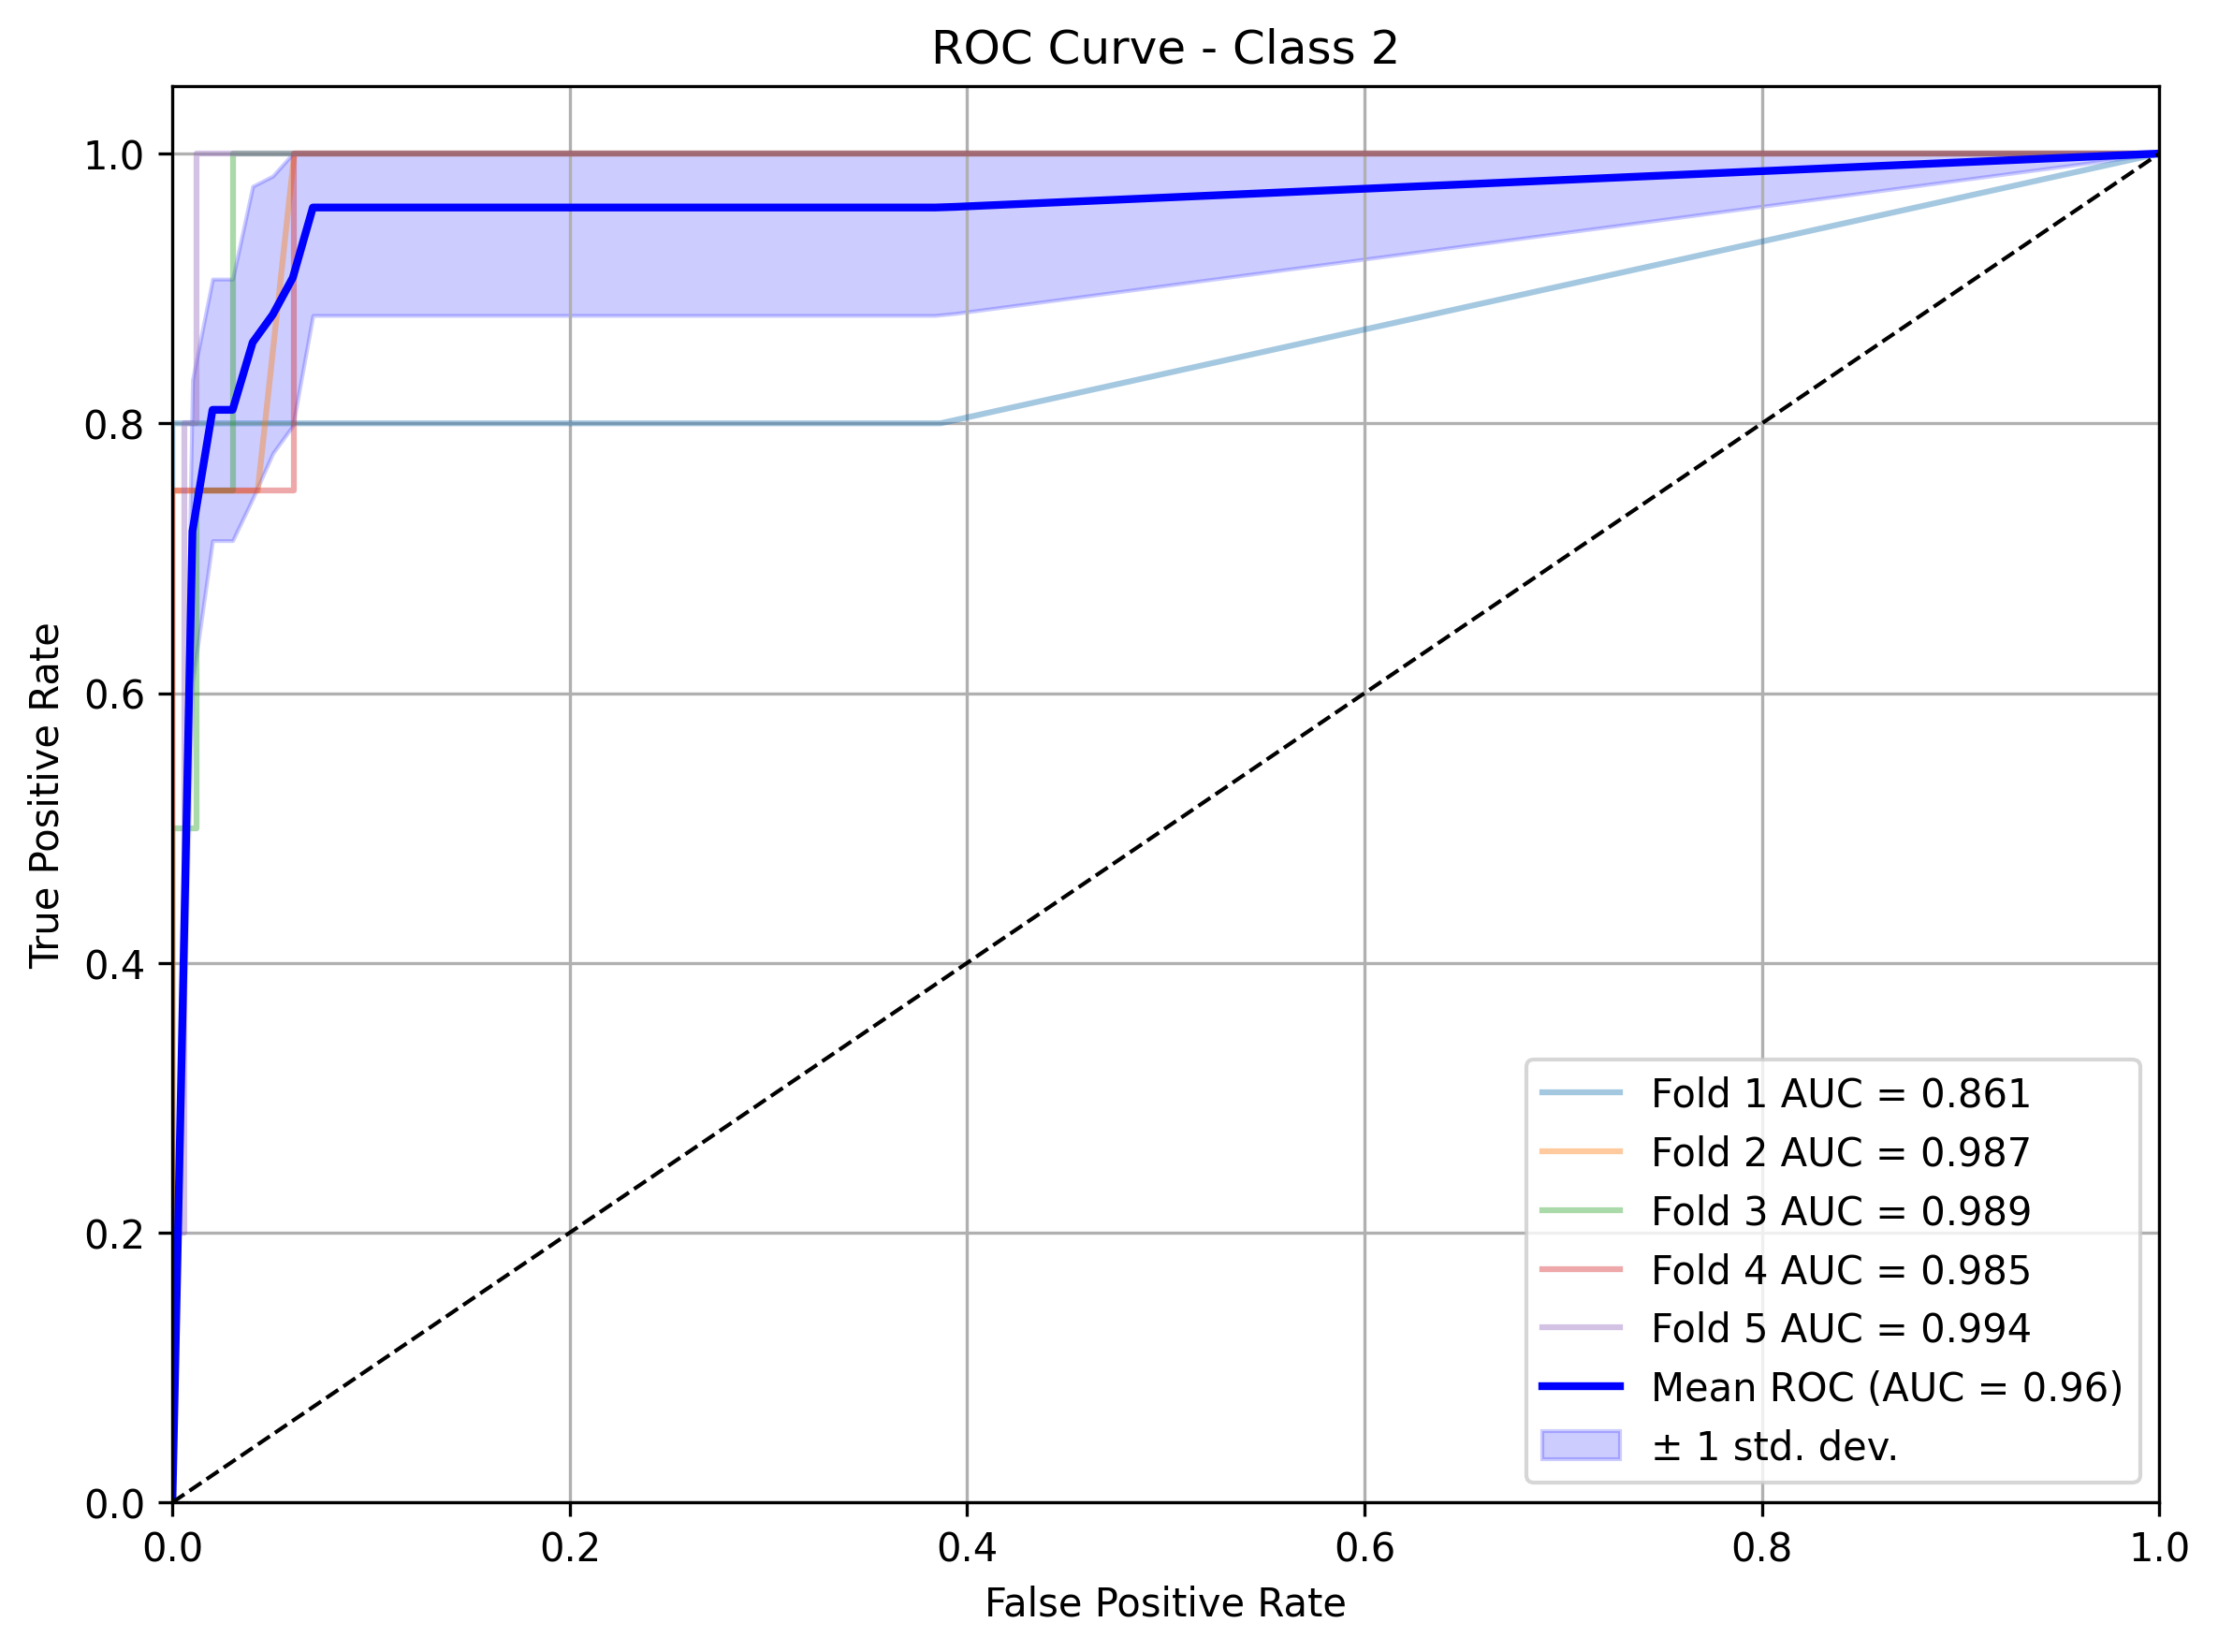 ROC Curve - Class 2
1.0
0.8
0.6
0.4
0.2
0.0
True Positive Rate
0.0 0.2 0.4 0.6 0.8 1.0
False Positive Rate
Fold 1 AUC = 0.861
Fold 2 AUC = 0.987
Fold 3 AUC = 0.989
Fold 4 AUC = 0.985
Fold 5 AUC = 0.994
Mean ROC (AUC = 0.96)
± 1 std. dev.